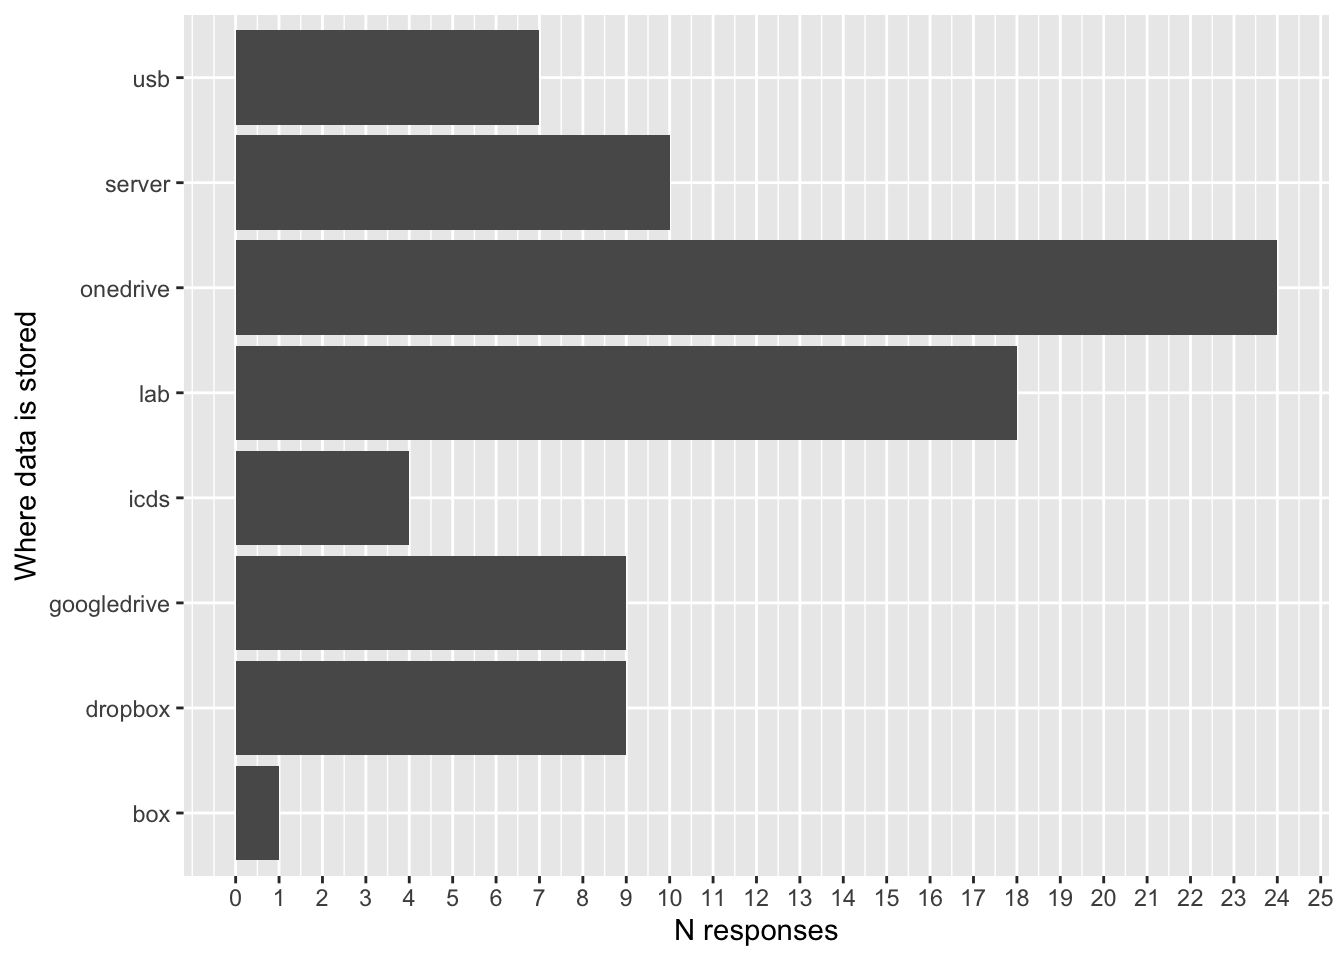 Where data is stored
usb
server
onedrive
lab
icds
googledrive
dropbox
box
0 1 2 3 4 5 6 7 8 9 10 11 12 13 14 15 16 17 18 19 20 21 22 23 24 25
N responses